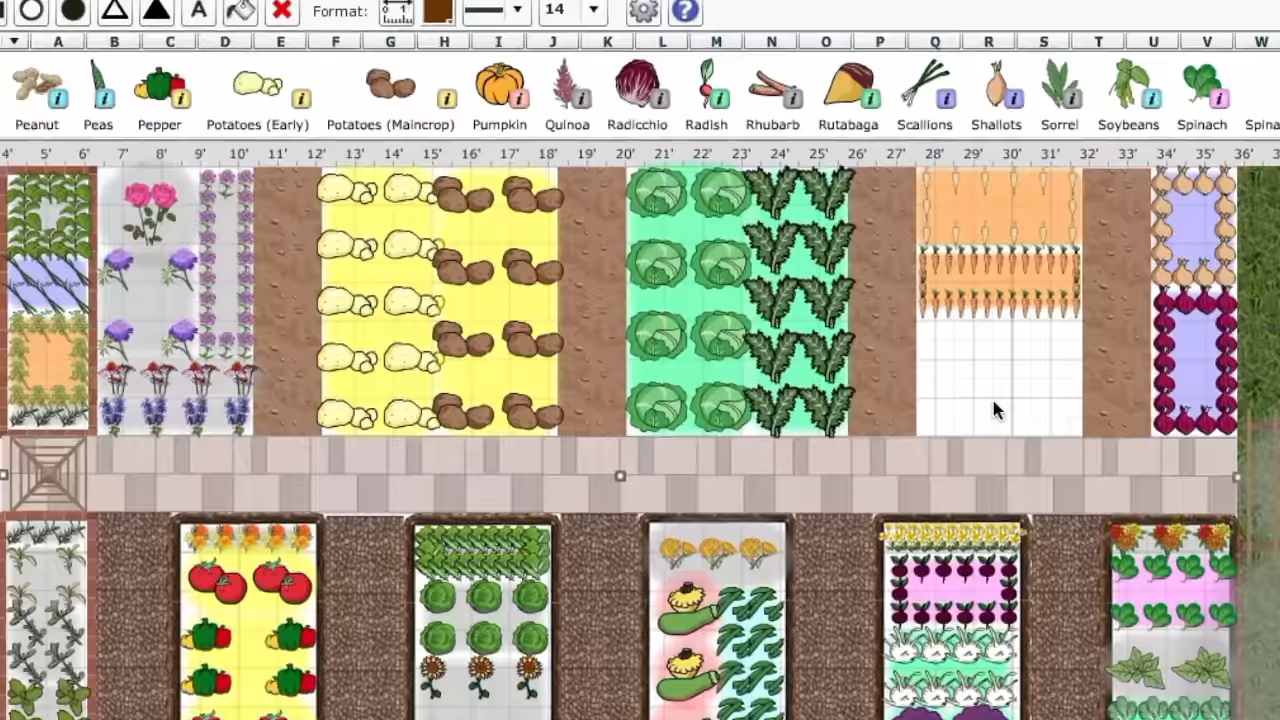 A Format: 14
A B C D E F G H I J K L M N O P Q R S T U V W
Peanut Peas Pepper Potatoes (Early) Potatoes (Maincrop) Pumpkin Quinoa Radicchio Radish Rhubarb Rutabaga Scallions Shallots Sorrel Soybeans Spinach Spina
4' 5' 6' 7' 8' 9' 10' 11' 12' 13' 14' 15' 16' 17' 18' 19' 20' 21' 22' 23' 24' 25' 26' 27' 28' 29' 30' 31' 32' 33' 34' 35' 36'